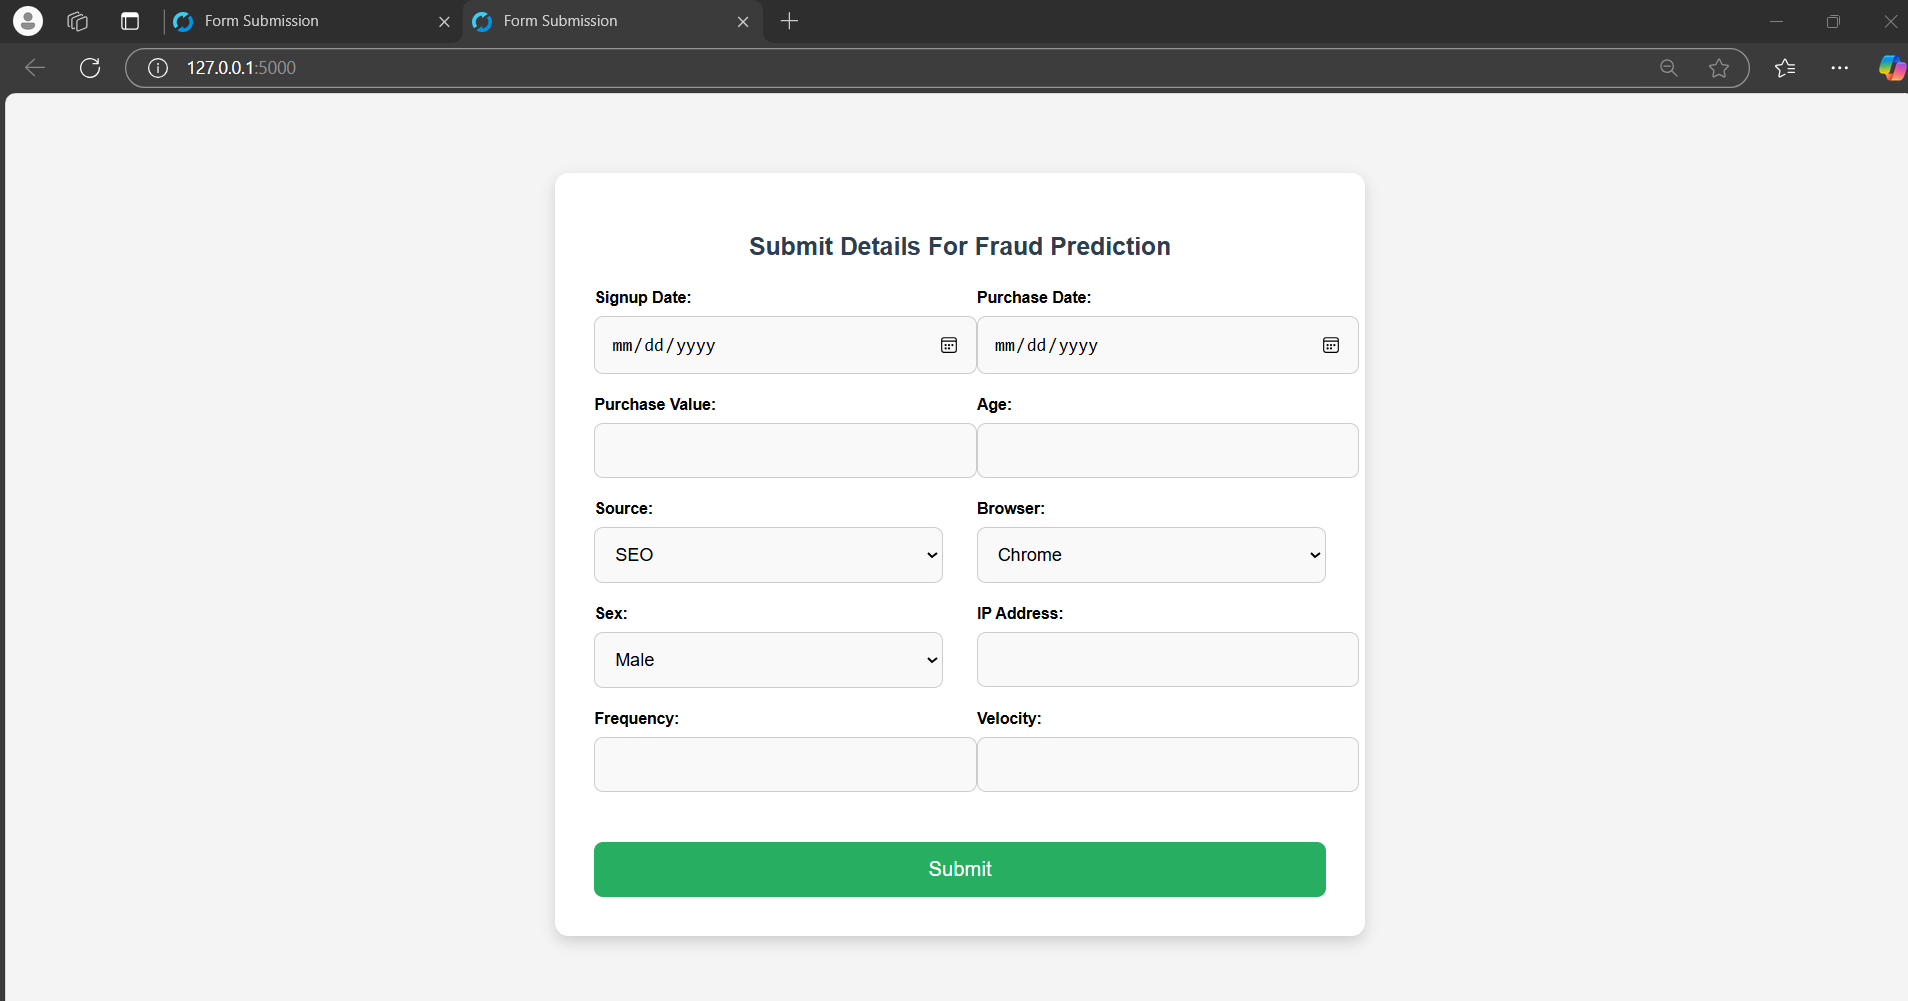 Form Submission
Form Submission
127.0.0.1:5000
Submit Details For Fraud Prediction
Signup Date: Purchase Date:
mm/dd/yyyy mm/dd/yyyy
Purchase Value: Age:
Source: Browser:
SEO Chrome
Sex: IP Address:
Male
Frequency: Velocity:
Submit